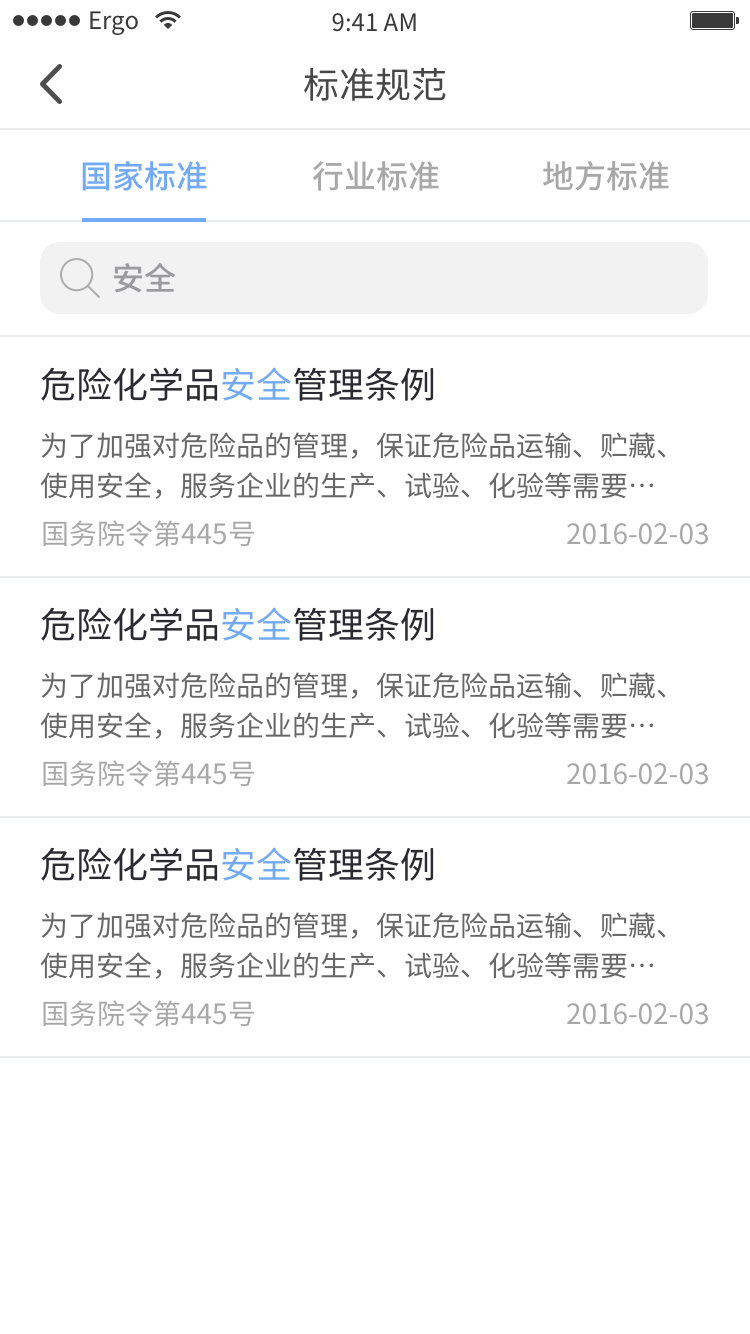 Ergo 9:41 AM
标准规范
国家标准 行业标准 地方标准
安全
危险化学品安全管理条例
为了加强对危险品的管理，保证危险品运输、贮藏、
使用安全，服务企业的生产、试验、化验等需要…
国务院令第445号 2016-02-03
危险化学品安全管理条例
为了加强对危险品的管理，保证危险品运输、贮藏、
使用安全，服务企业的生产、试验、化验等需要…
国务院令第445号 2016-02-03
危险化学品安全管理条例
为了加强对危险品的管理，保证危险品运输、贮藏、
使用安全，服务企业的生产、试验、化验等需要…
国务院令第445号 2016-02-03